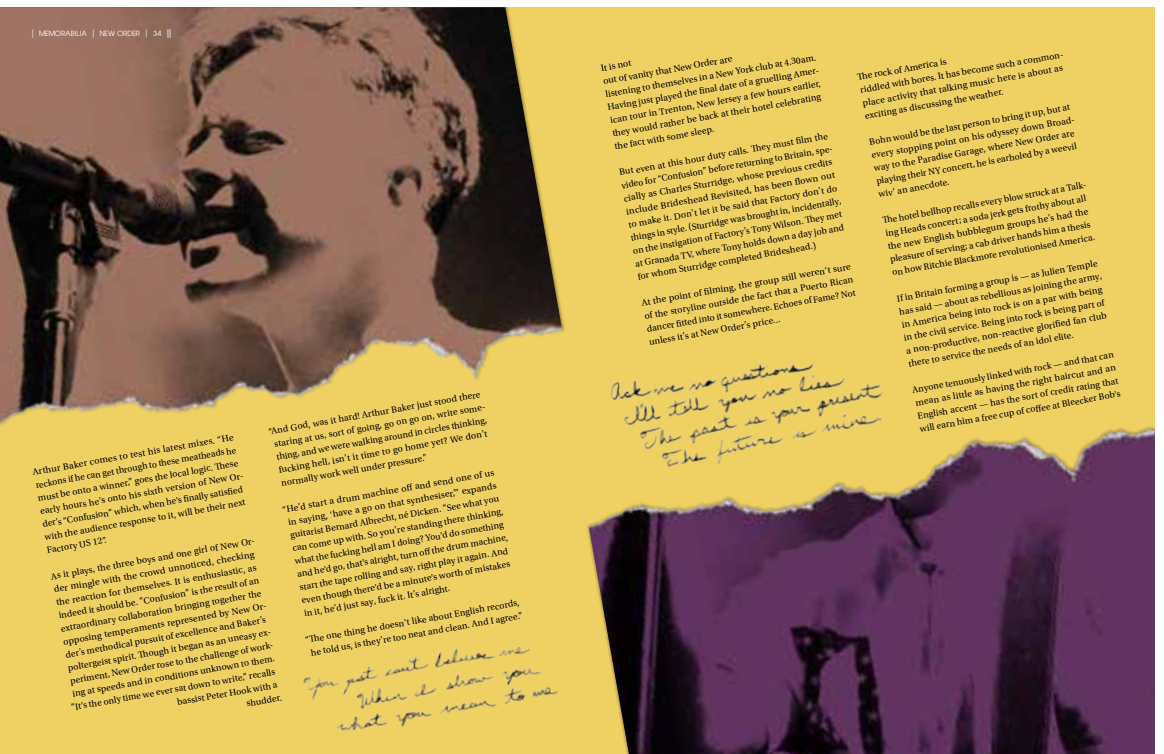 | MEMORABILIA | NEW ORDER | 34 ||
Arthur Baker comes to test his latest mixes. “He
reckons if he can get through to these meatheads he
must be onto a winner,” goes the local logic. These
early hours he's onto his sixth version of New Or-
der's “Confusion” which, when he's finally satisfied
with the audience response to it, will be their next
Factory US 12”.
As it plays, the three boys and one girl of New Or-
der mingle with the crowd unnoticed, checking
the reaction for themselves. It is enthusiastic, as
indeed it should be. “Confusion” is the result of an
extraordinary collaboration bringing together the
opposing temperaments represented by New Or-
der's methodical pursuit of excellence and Baker's
poltergeist spirit. Though it began as an uneasy ex-
periment, New Order rose to the challenge of work-
ing at speeds and in conditions unknown to them.
“It's the only time we ever sat down to write,” recalls
bassist Peter Hook with a
shudder.
“And God, was it hard! Arthur Baker just stood there
staring at us, sort of going, go on go on, write some-
thing, and we were walking around in circles thinking,
fucking hell, isn't it time to go home yet? We don't
normally work well under pressure.”
“He'd start a drum machine off and send one of us
in saying, ‘have a go on that synthesiser,’” expands
guitarist Bernard Albrecht, né Dicken. “See what you
can come up with. So you're standing there thinking,
what the fucking hell am I doing? You'd do something
and he'd go, that's alright, turn off the drum machine,
start the tape rolling and say, right play it again. And
even though there'd be a minute's worth of mistakes
in it, he'd just say, fuck it. It's alright.
“The one thing he doesn't like about English records,
he told us, is they're too neat and clean. And I agree.”
You just can't believe me
When I show you
what you mean to me
It is not
out of vanity that New Order are
listening to themselves in a New York club at 4.30am.
Having just played the final date of a gruelling Amer-
ican tour in Trenton, New Jersey a few hours earlier,
they would rather be back at their hotel celebrating
the fact with some sleep.
But even at this hour duty calls. They must film the
video for “Confusion” before returning to Britain, spe-
cially as Charles Sturridge, whose previous credits
include Brideshead Revisited, has been flown out
to make it. Don't let it be said that Factory don't do
things in style. (Sturridge was brought in, incidentally,
on the instigation of Factory's Tony Wilson. They met
at Granada TV, where Tony holds down a day job and
for whom Sturridge completed Brideshead.)
At the point of filming, the group still weren't sure
of the storyline outside the fact that a Puerto Rican
dancer fitted into it somewhere. Echoes of Fame? Not
unless it's at New Order's price...
Ask me no questions
I'll tell you no lies
The past is your present
The future is mine
The rock of America is
riddled with bores. It has become such a common-
place activity that talking music here is about as
exciting as discussing the weather.
Bohn would be the last person to bring it up, but at
every stopping point on his odyssey down Broad-
way to the Paradise Garage, where New Order are
playing their NY concert, he is earholed by a weevil
wiv' an anecdote.
The hotel bellhop recalls every blow struck at a Talk-
ing Heads concert; a soda jerk gets frothy about all
the new English bubblegum groups he's had the
pleasure of serving; a cab driver hands him a thesis
on how Ritchie Blackmore revolutionised America.
If in Britain forming a group is — as Julien Temple
has said — about as rebellious as joining the army,
in America being into rock is on a par with being
in the civil service. Being into rock is being part of
a non-productive, non-reactive glorified fan club
there to service the needs of an idol elite.
Anyone tenuously linked with rock — and that can
mean as little as having the right haircut and an
English accent — has the sort of credit rating that
will earn him a free cup of coffee at Bleecker Bob's